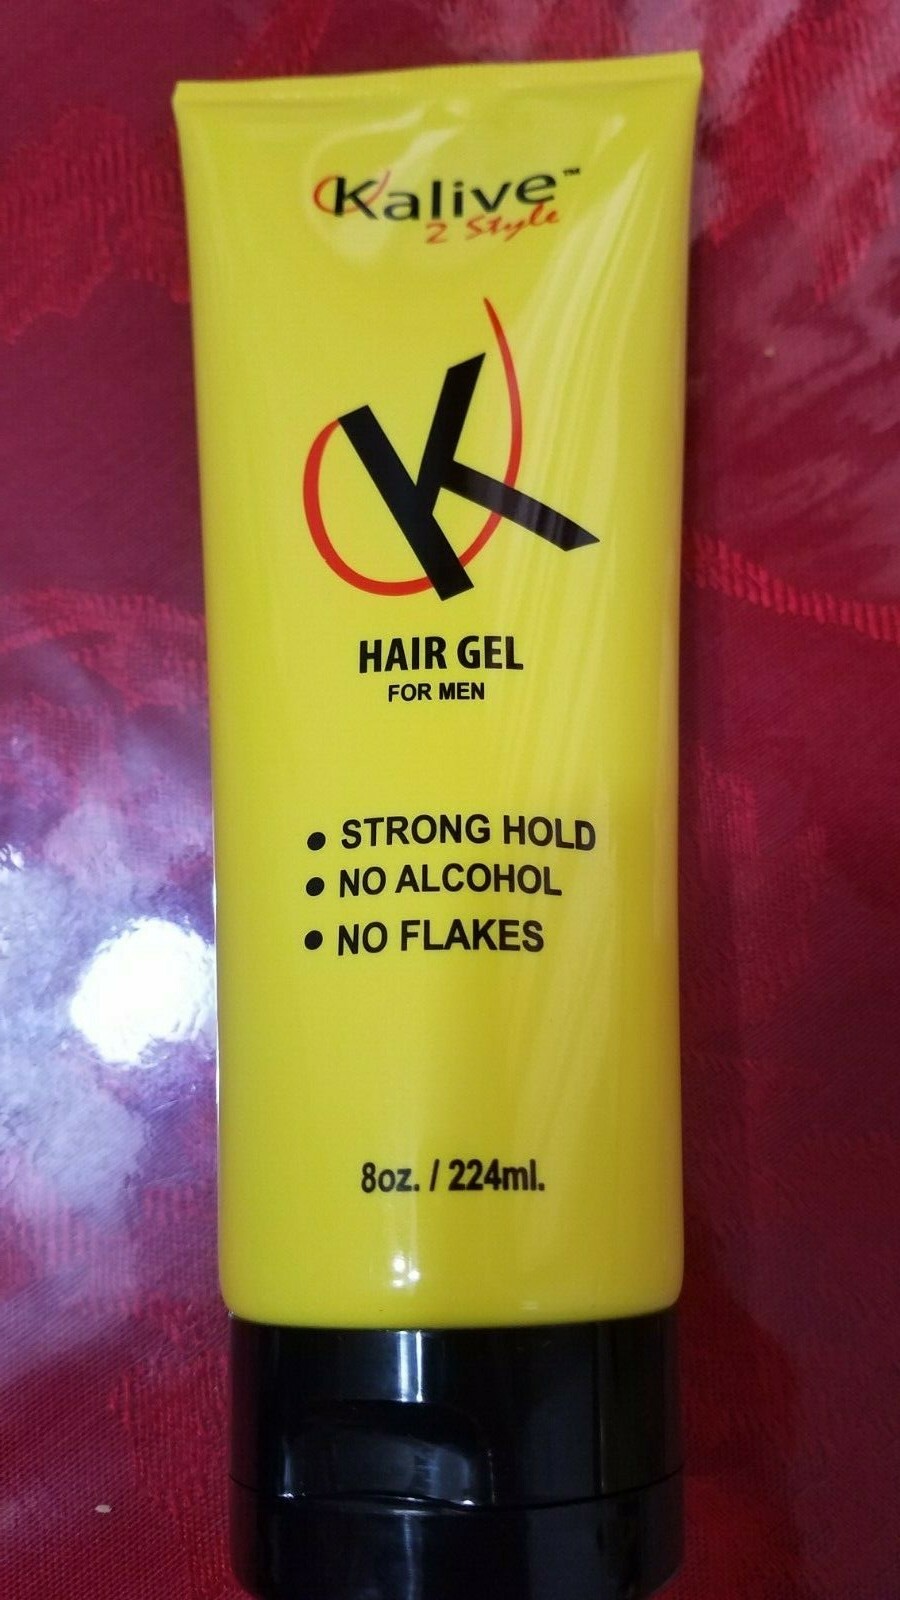 Kalive™
2 Style
K
HAIR GEL
FOR MEN
• STRONG HOLD
• NO ALCOHOL
• NO FLAKES
8oz. / 224ml.